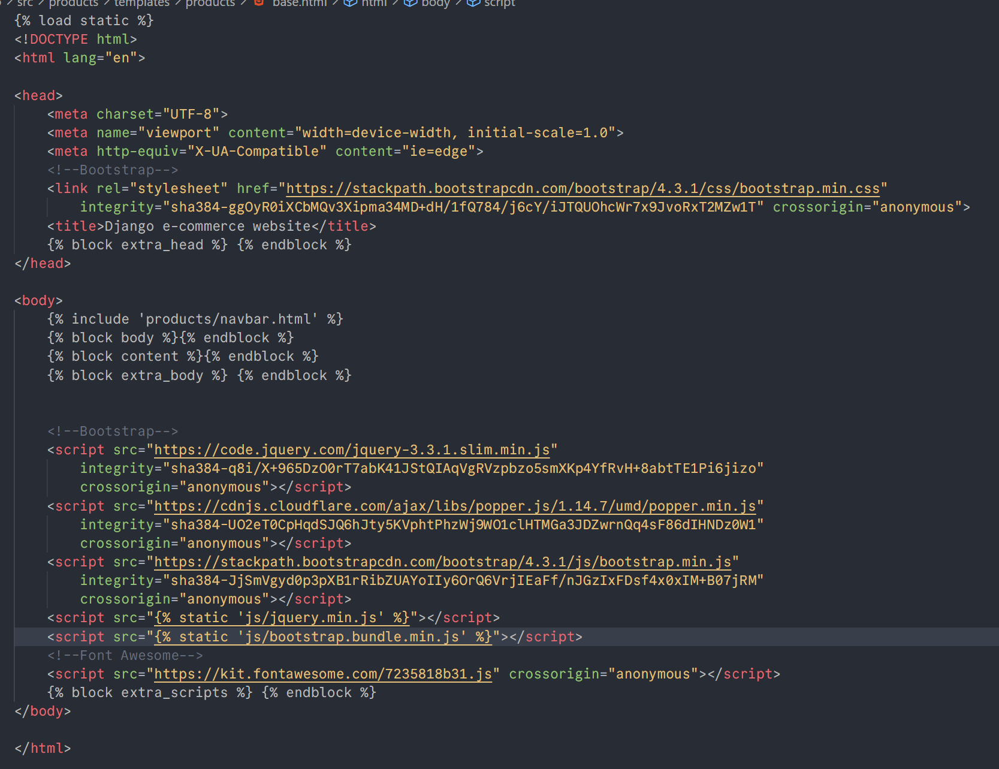 src > products > templates > products > base.html > html > body > script
{% load static %}
<!DOCTYPE html>
<html lang="en">
<head>
<meta charset="UTF-8">
<meta name="viewport" content="width=device-width, initial-scale=1.0">
<meta http-equiv="X-UA-Compatible" content="ie=edge">
<!--Bootstrap-->
<link rel="stylesheet" href="https://stackpath.bootstrapcdn.com/bootstrap/4.3.1/css/bootstrap.min.css"
integrity="sha384-ggOyR0iXCbMQv3Xipma34MD+dH/1fQ784/j6cY/iJTQUOhcWr7x9JvoRxT2MZw1T" crossorigin="anonymous">
<title>Django e-commerce website</title>
{% block extra_head %} {% endblock %}
</head>
<body>
{% include 'products/navbar.html' %}
{% block body %}{% endblock %}
{% block content %}{% endblock %}
{% block extra_body %} {% endblock %}
<!--Bootstrap-->
<script src="https://code.jquery.com/jquery-3.3.1.slim.min.js"
integrity="sha384-q8i/X+965DzO0rT7abK41JStQIAqVgRVzpbzo5smXKp4YfRvH+8abtTE1Pi6jizo"
crossorigin="anonymous"></script>
<script src="https://cdnjs.cloudflare.com/ajax/libs/popper.js/1.14.7/umd/popper.min.js"
integrity="sha384-UO2eT0CpHqdSJQ6hJty5KVphtPhzWj9WO1clHTMGa3JDZwrnQq4sF86dIHNDz0W1"
crossorigin="anonymous"></script>
<script src="https://stackpath.bootstrapcdn.com/bootstrap/4.3.1/js/bootstrap.min.js"
integrity="sha384-JjSmVgyd0p3pXB1rRibZUAYoIIy6OrQ6VrjIEaFf/nJGzIxFDsf4x0xIM+B07jRM"
crossorigin="anonymous"></script>
<script src="{% static 'js/jquery.min.js' %}"></script>
<script src="{% static 'js/bootstrap.bundle.min.js' %}"></script>
<!--Font Awesome-->
<script src="https://kit.fontawesome.com/7235818b31.js" crossorigin="anonymous"></script>
{% block extra_scripts %} {% endblock %}
</body>
</html>